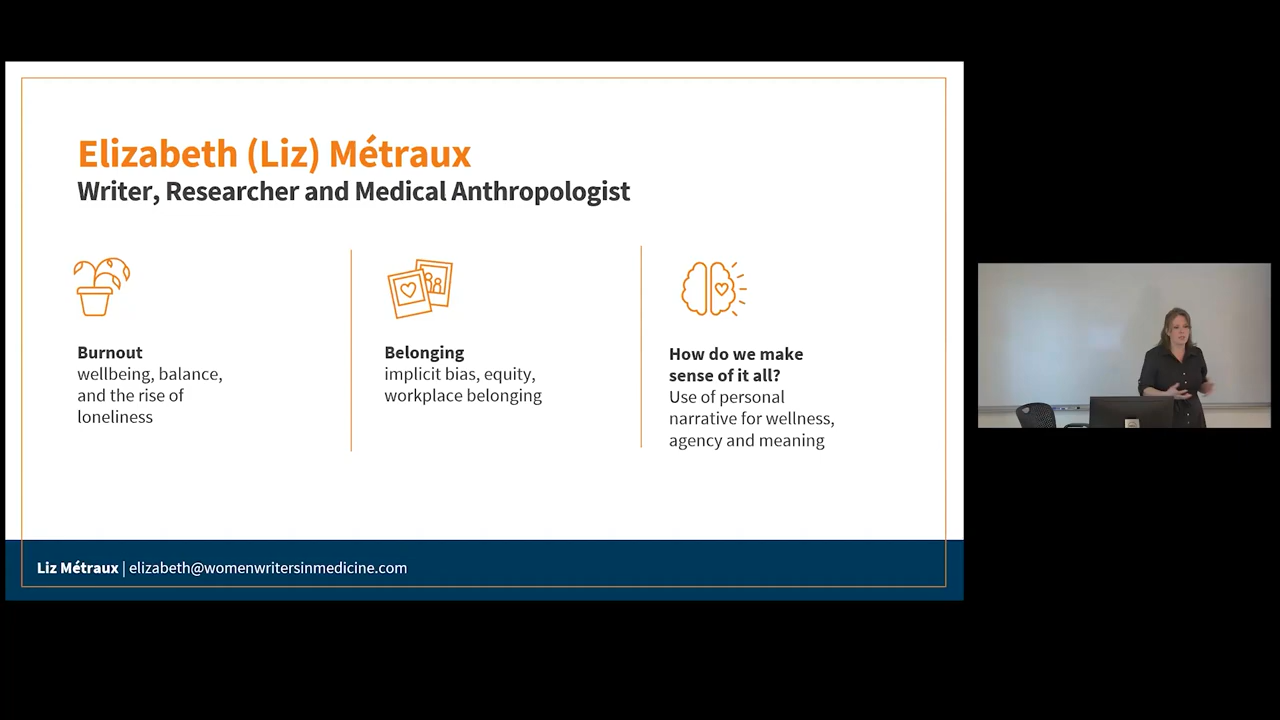 Elizabeth (Liz) Métraux
Writer, Researcher and Medical Anthropologist
Burnout
wellbeing, balance,
and the rise of
loneliness
Belonging
implicit bias, equity,
workplace belonging
How do we make
sense of it all?
Use of personal
narrative for wellness,
agency and meaning
Liz Métraux | elizabeth@womenwritersinmedicine.com